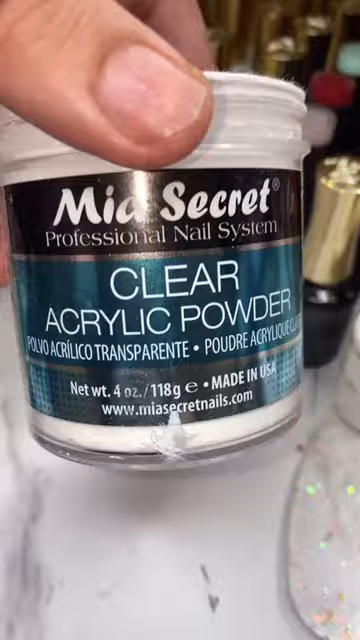 Mia Secret®
Professional Nail System
CLEAR
ACRYLIC POWDER
POLVO ACRÍLICO TRANSPARENTE • POUDRE ACRYLIQUE
Net wt. 4 oz. / 118g ℮ • MADE IN USA
www.miasecretnails.com